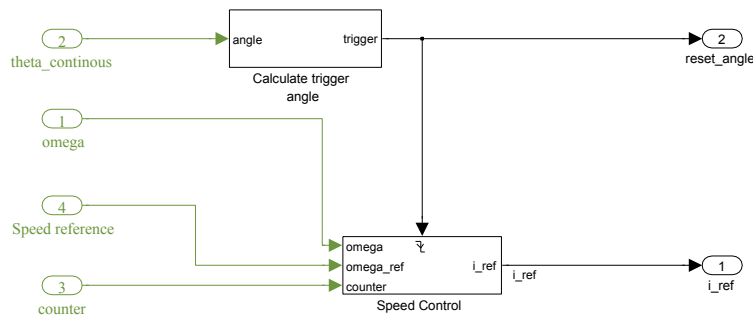 2
theta_continous
angle
trigger
Calculate trigger
angle
2
reset_angle
1
omega
4
Speed reference
3
counter
omega
omega_ref
counter
i_ref
Speed Control
i_ref
1
i_ref